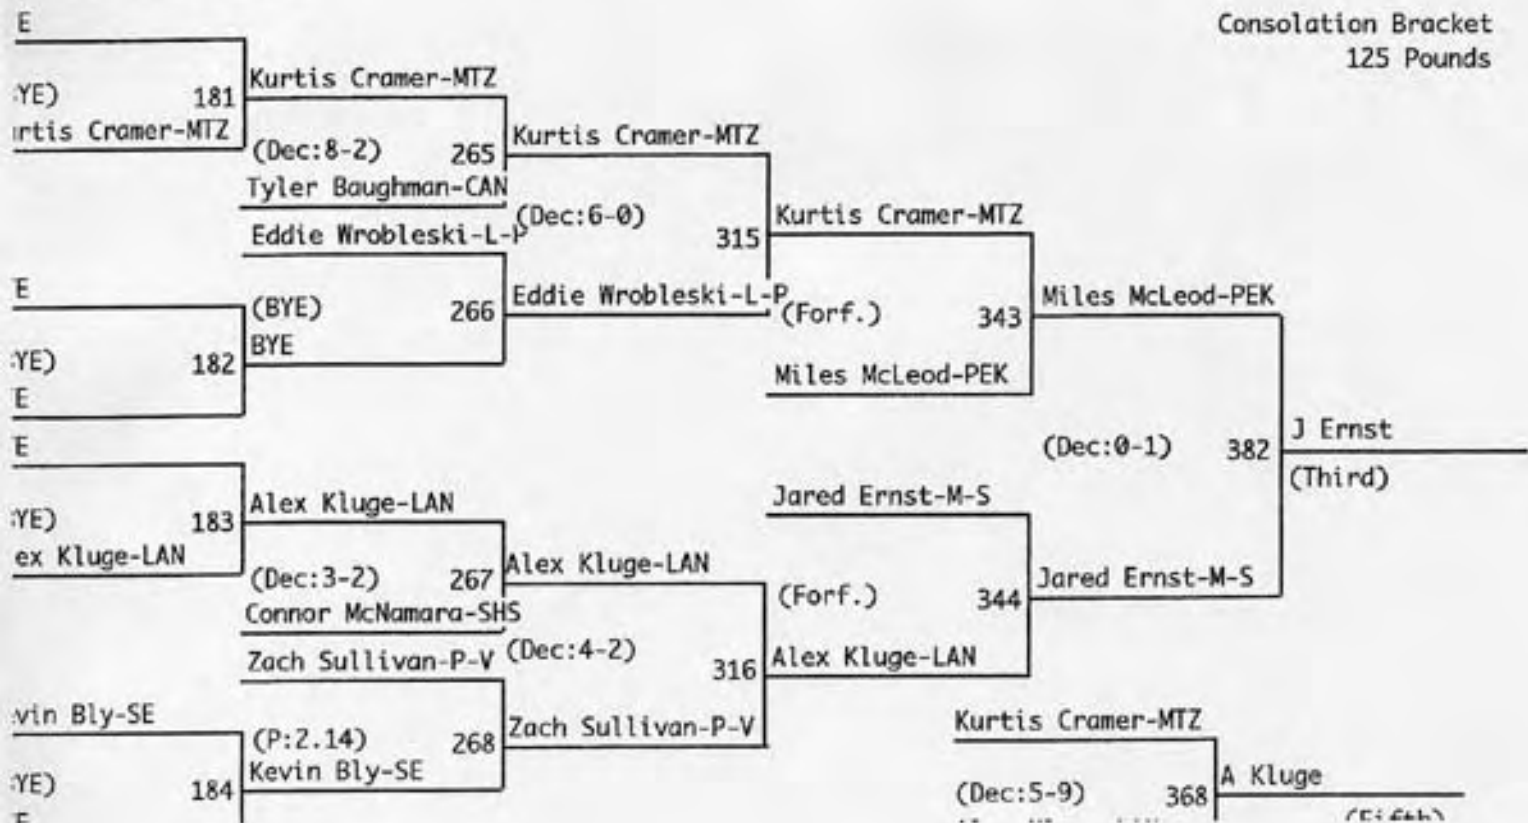 Consolation Bracket
125 Pounds
E
YE)
181
rtis Cramer-MTZ
Kurtis Cramer-MTZ
(Dec:8-2)
265
Tyler Baughman-CAN
Kurtis Cramer-MTZ
Eddie Wrobleski-L-P
(Dec:6-0)
315
Kurtis Cramer-MTZ
E
(BYE)
266
Eddie Wrobleski-L-P
(Forf.)
343
Miles McLeod-PEK
YE)
182
BYE
E
Miles McLeod-PEK
E
(Dec:0-1)
382
J Ernst
(Third)
YE)
183
Alex Kluge-LAN
ex Kluge-LAN
(Dec:3-2)
267
Connor McNamara-SHS
Alex Kluge-LAN
Jared Ernst-M-S
(Forf.)
344
Jared Ernst-M-S
Zach Sullivan-P-V
(Dec:4-2)
316
Alex Kluge-LAN
vin Bly-SE
(P:2.14)
268
Zach Sullivan-P-V
Kevin Bly-SE
YE)
184
Kurtis Cramer-MTZ
(Dec:5-9)
368
A Kluge
(Fifth)